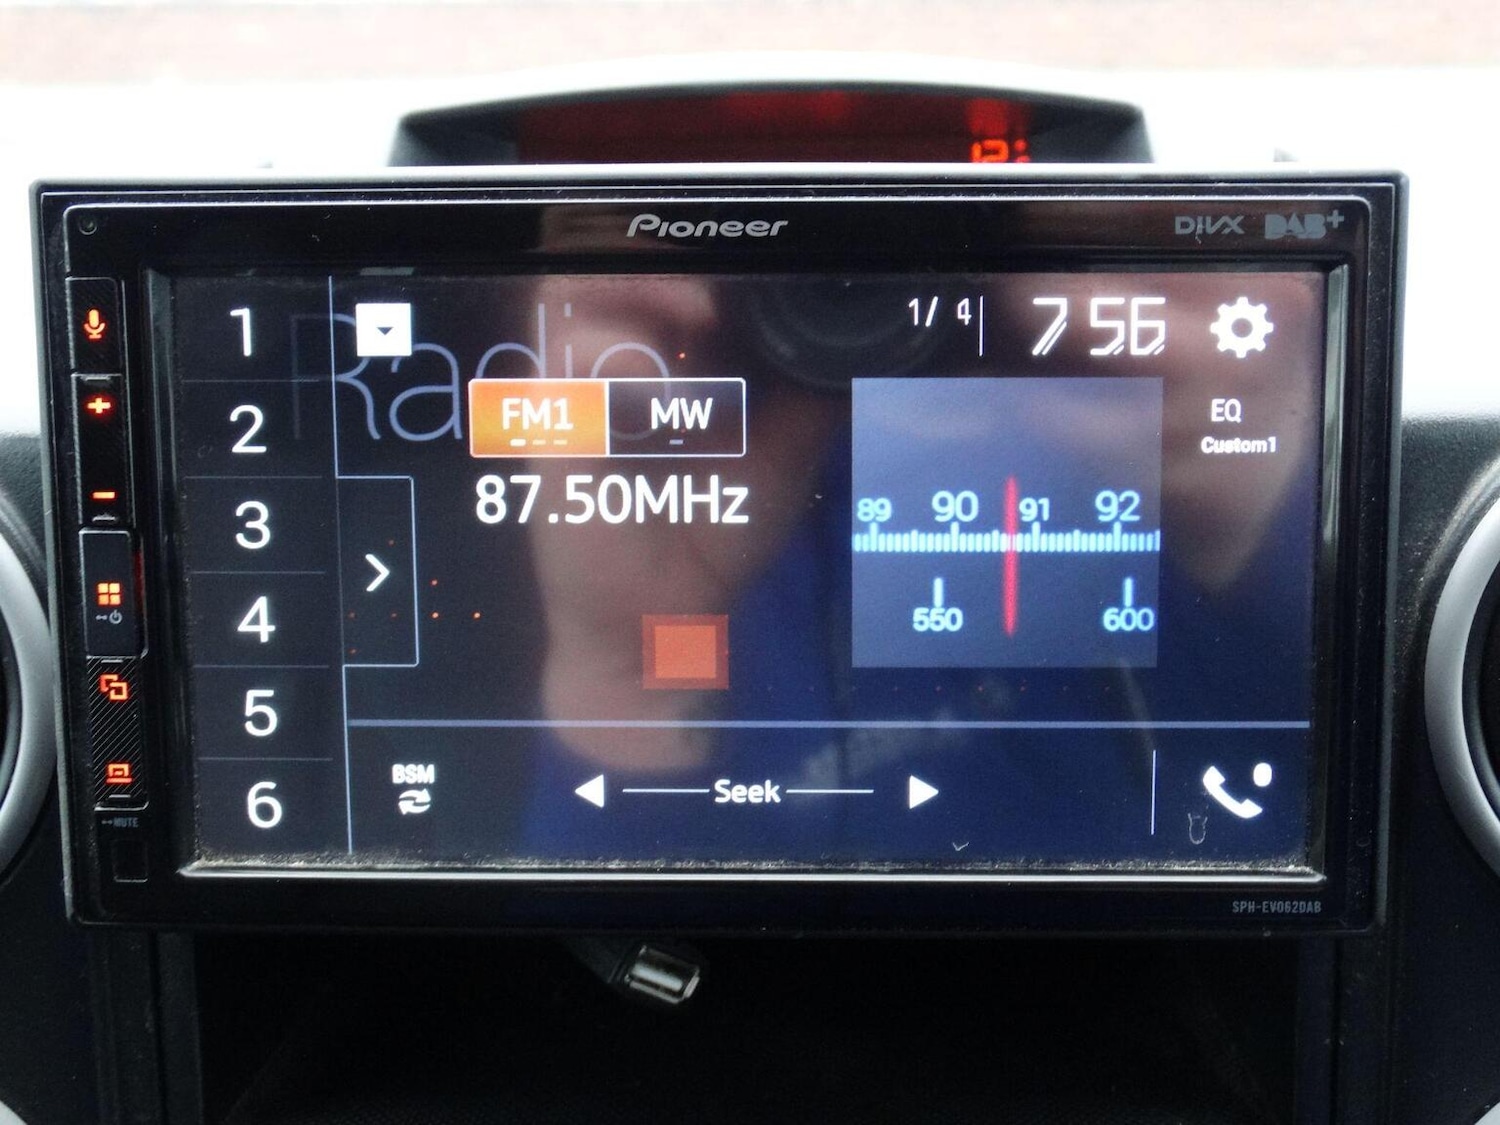 12:
Pioneer
DIVX DAB+
Radio
1/ 4
7 56
1
2
3
4
5
6
FM1
MW
87.50MHz
EQ
Custom1
89 90 91 92
550 600
BSM
Seek
MUTE
SPH-EVO62DAB